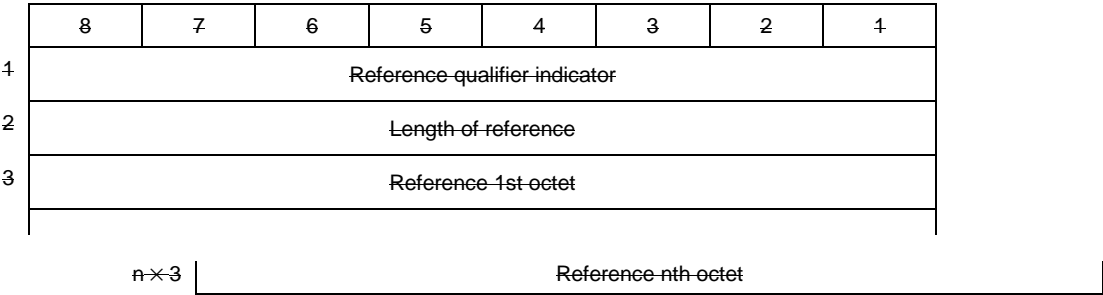 8 7 6 5 4 3 2 1
1 Reference qualifier indicator
2 Length of reference
3 Reference 1st octet
n × 3 Reference nth octet